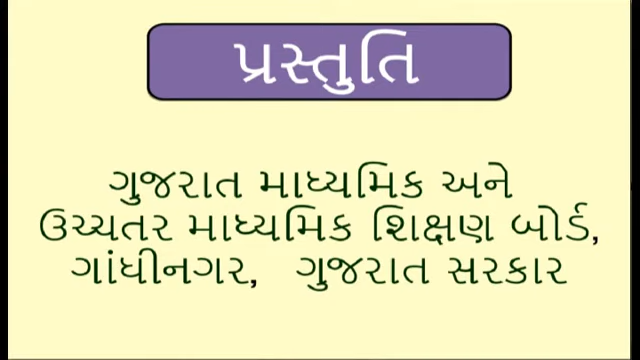 પ્રસ્તુતિ
ગુજરાત માધ્યમિક અને
ઉચ્ચતર માધ્યમિક શિક્ષણ બોર્ડ,
ગાંધીનગર, ગુજરાત સરકાર